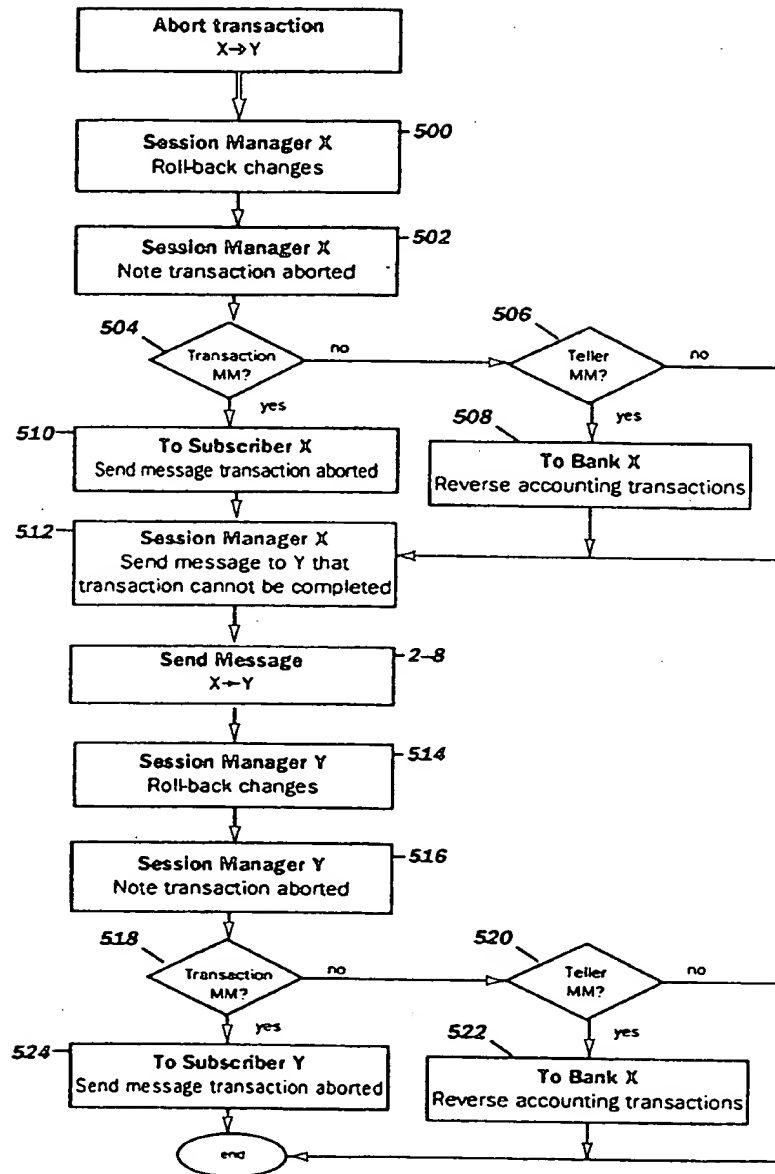 Abort transaction
X→Y
500
Session Manager X
Roll-back changes
502
Session Manager X
Note transaction aborted
504
Transaction
MM?
no
yes
506
Teller
MM?
no
yes
508
To Bank X
Reverse accounting transactions
510
To Subscriber X
Send message transaction aborted
512
Session Manager X
Send message to Y that
transaction cannot be completed
Send Message
X→Y
2-8
514
Session Manager Y
Roll-back changes
516
Session Manager Y
Note transaction aborted
518
Transaction
MM?
no
yes
520
Teller
MM?
no
yes
522
To Bank X
Reverse accounting transactions
524
To Subscriber Y
Send message transaction aborted
end